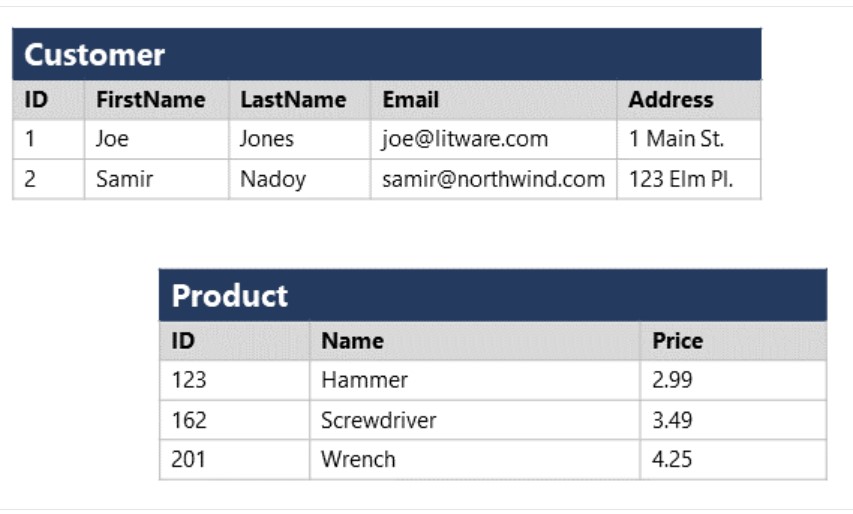 Customer
ID FirstName LastName Email Address
1 Joe Jones joe@litware.com 1 Main St.
2 Samir Nadoy samir@northwind.com 123 Elm Pl.
Product
ID Name Price
123 Hammer 2.99
162 Screwdriver 3.49
201 Wrench 4.25